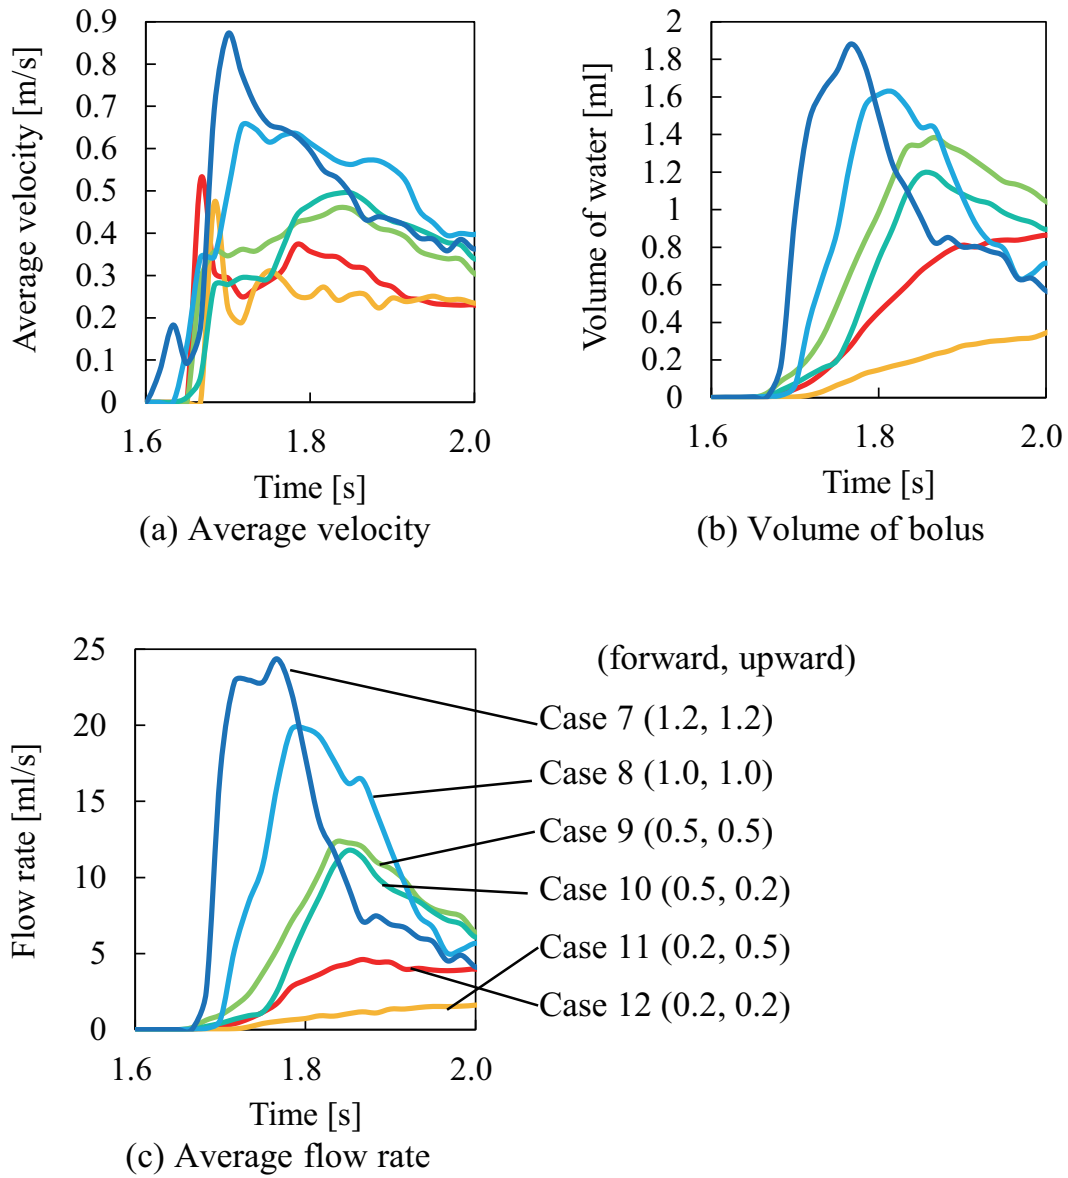 0.9
0.8
0.7
0.6
0.5
0.4
0.3
0.2
0.1
0
Average velocity [m/s]
1.6
1.8
2.0
Time [s]
(a) Average velocity
2
1.8
1.6
1.4
1.2
1
0.8
0.6
0.4
0.2
0
Volume of water [ml]
1.6
1.8
2.0
Time [s]
(b) Volume of bolus
25
20
15
10
5
0
Flow rate [ml/s]
1.6
1.8
2.0
Time [s]
(c) Average flow rate
(forward, upward)
Case 7 (1.2, 1.2)
Case 8 (1.0, 1.0)
Case 9 (0.5, 0.5)
Case 10 (0.5, 0.2)
Case 11 (0.2, 0.5)
Case 12 (0.2, 0.2)